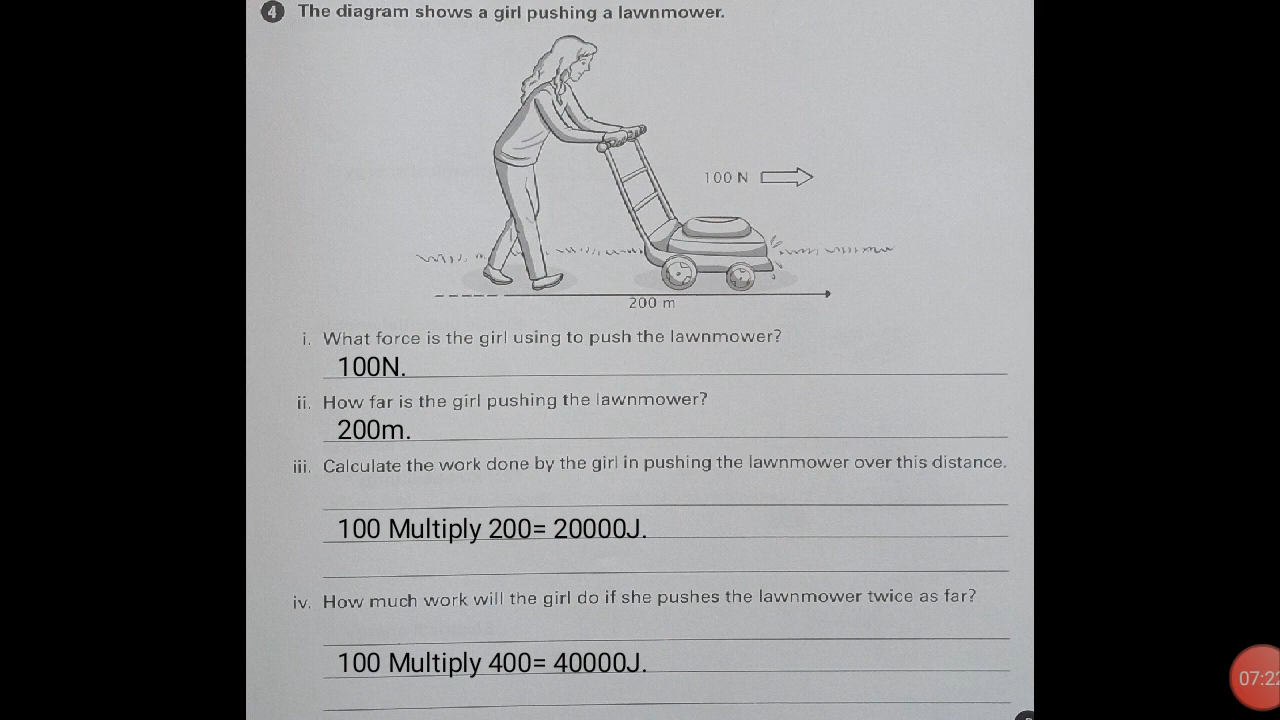 4 The diagram shows a girl pushing a lawnmower.
100 N
200 m
i. What force is the girl using to push the lawnmower?
100N.
ii. How far is the girl pushing the lawnmower?
200m.
iii. Calculate the work done by the girl in pushing the lawnmower over this distance.
100 Multiply 200= 20000J.
iv. How much work will the girl do if she pushes the lawnmower twice as far?
100 Multiply 400= 40000J.